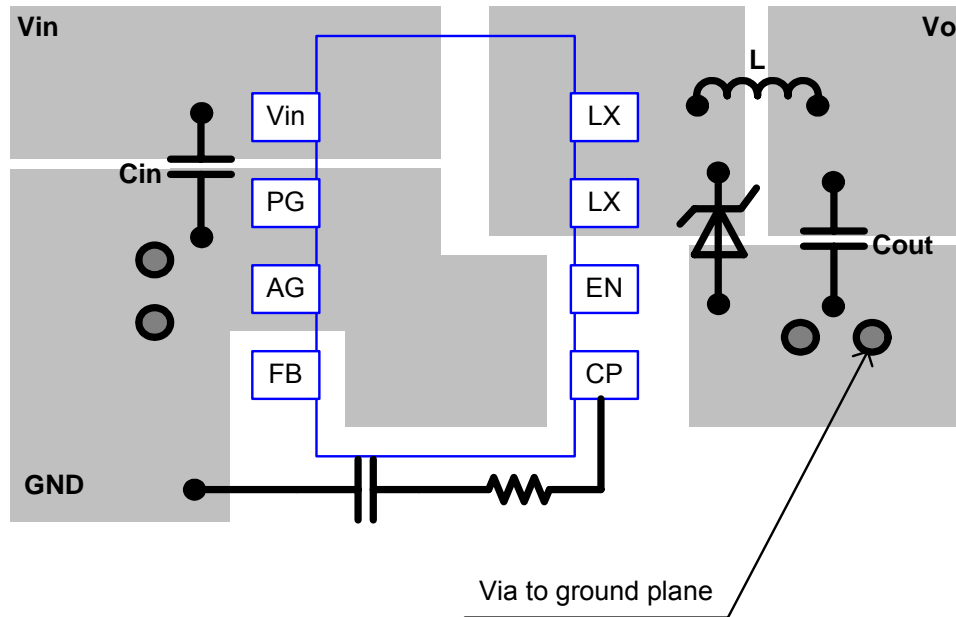 Vin
Vo
L
Vin
LX
Cin
PG
LX
Cout
AG
EN
FB
CP
GND
Via to ground plane